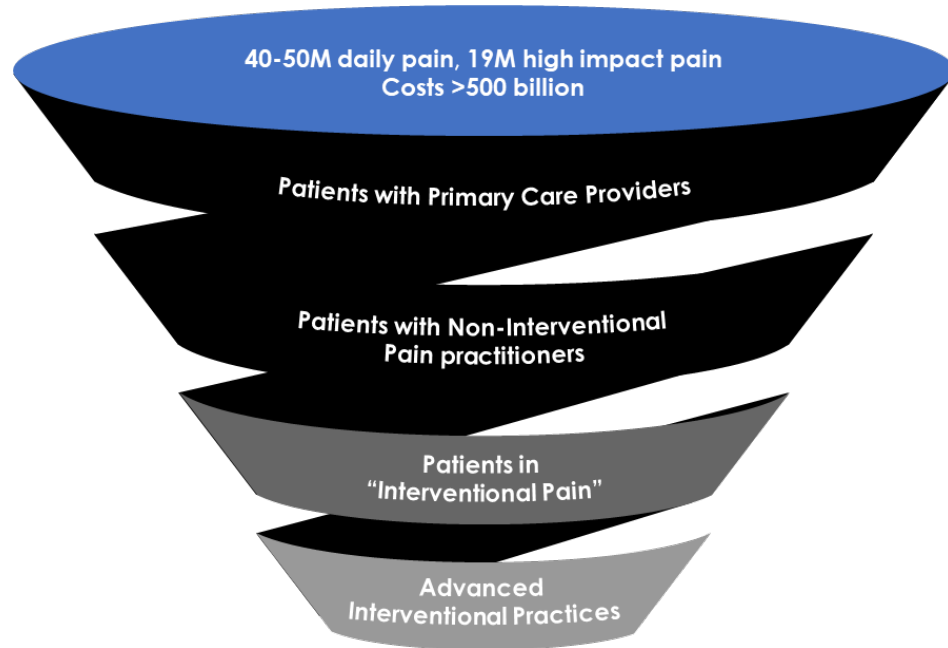 40-50M daily pain, 19M high impact pain
Costs >500 billion
Patients with Primary Care Providers
Patients with Non-Interventional
Pain practitioners
Patients in
“Interventional Pain”
Advanced
Interventional Practices